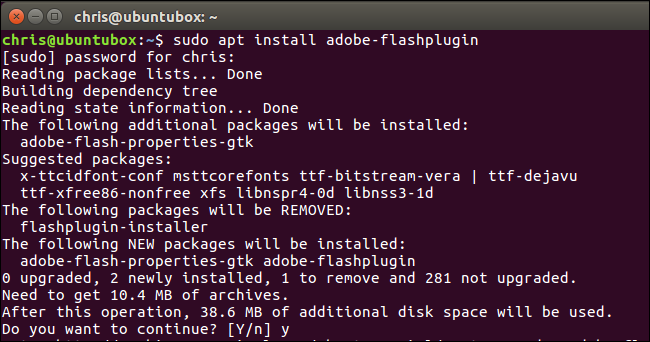 chris@ubuntubox: ~
chris@ubuntubox:~$ sudo apt install adobe-flashplugin
[sudo] password for chris:
Reading package lists... Done
Building dependency tree
Reading state information... Done
The following additional packages will be installed:
  adobe-flash-properties-gtk
Suggested packages:
  x-ttcidfont-conf msttcorefonts ttf-bitstream-vera | ttf-dejavu
  ttf-xfree86-nonfree xfs libnspr4-0d libnss3-1d
The following packages will be REMOVED:
  flashplugin-installer
The following NEW packages will be installed:
  adobe-flash-properties-gtk adobe-flashplugin
0 upgraded, 2 newly installed, 1 to remove and 281 not upgraded.
Need to get 10.4 MB of archives.
After this operation, 38.6 MB of additional disk space will be used.
Do you want to continue? [Y/n] y